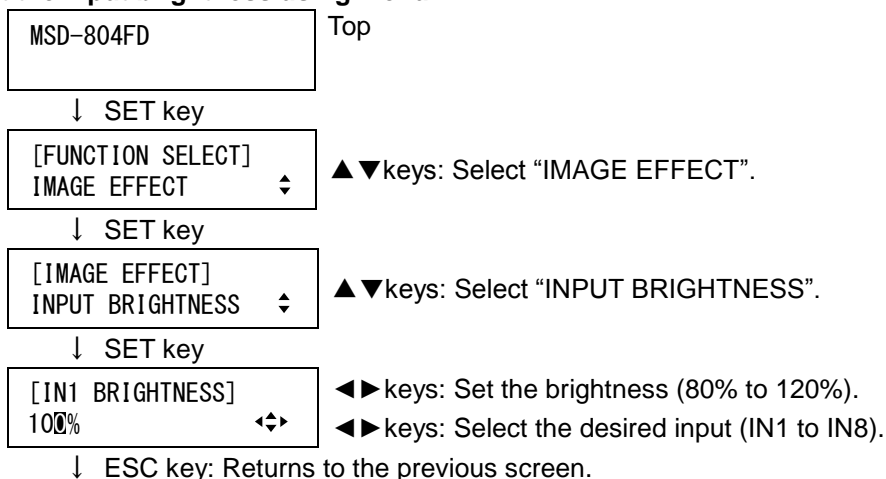 MSD-804FD
Top
↓ SET key
[FUNCTION SELECT]
IMAGE EFFECT
▲▼keys: Select “IMAGE EFFECT”.
↓ SET key
[IMAGE EFFECT]
INPUT BRIGHTNESS
▲▼keys: Select “INPUT BRIGHTNESS”.
↓ SET key
[IN1 BRIGHTNESS]
100%
◄►keys: Set the brightness (80% to 120%).
◄►keys: Select the desired input (IN1 to IN8).
↓ ESC key: Returns to the previous screen.